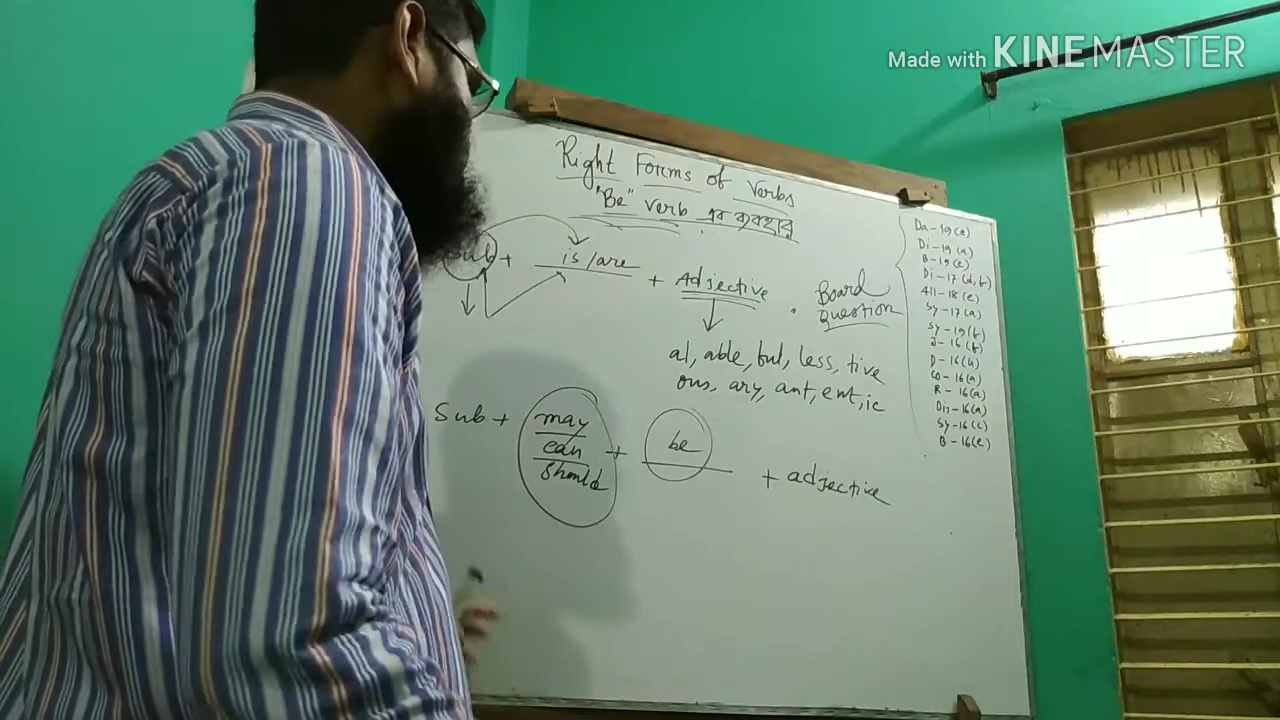 Made with KINEMASTER
Right Forms of Verbs
"Be" verb এর ব্যবহার
Sub + is/are + Adjective .
Board
Question
al, able, ful, less, tive
ous, ary, ant, ent, ic
Sub + may + be + adjective
can
should
Da-19(e)
Di-19(a)
B-19(e)
Di-17(d,f)
All-18(e)
Sy-17(a)
Sy-19(f)
J-16(f)
D-16(h)
Co-16(a)
R-16(a)
Din-16(a)
Sy-16(c)
B-16(e)